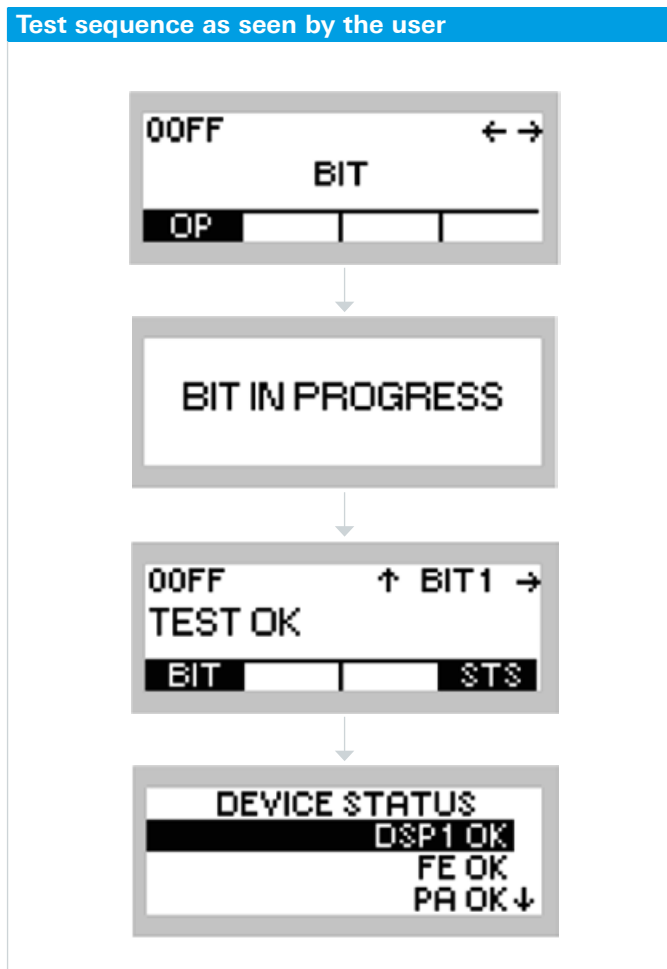 Test sequence as seen by the user
00FF ← →
BIT
OP
BIT IN PROGRESS
00FF ↑ BIT1 →
TEST OK
BIT STS
DEVICE STATUS
DSP1 OK
FE OK
PA OK ↓